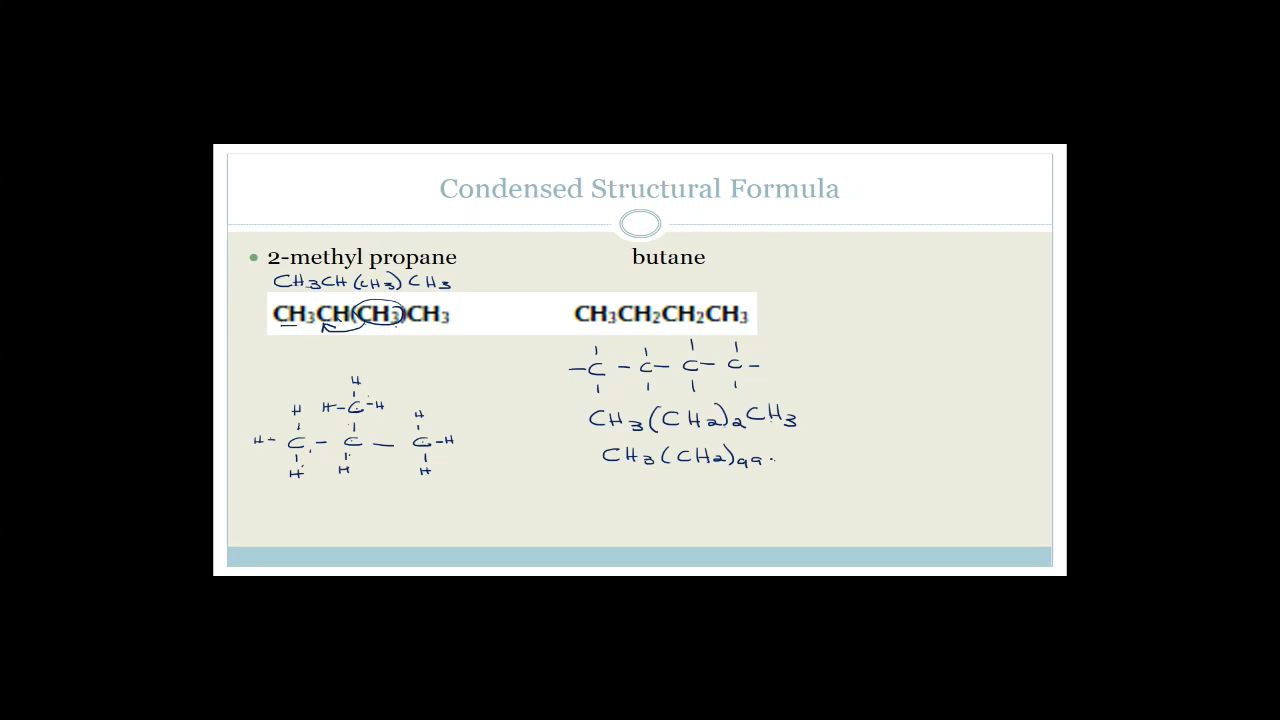 Condensed Structural Formula
• 2-methyl propane
CH3CH(CH3)CH3
CH₃CH(CH₃)CH₃
H
H H-C-H H
H- C - C - C-H
H H H
butane
CH₃CH₂CH₂CH₃
-C - C- C- C-
CH3(CH2)2CH3
CH3(CH2)99